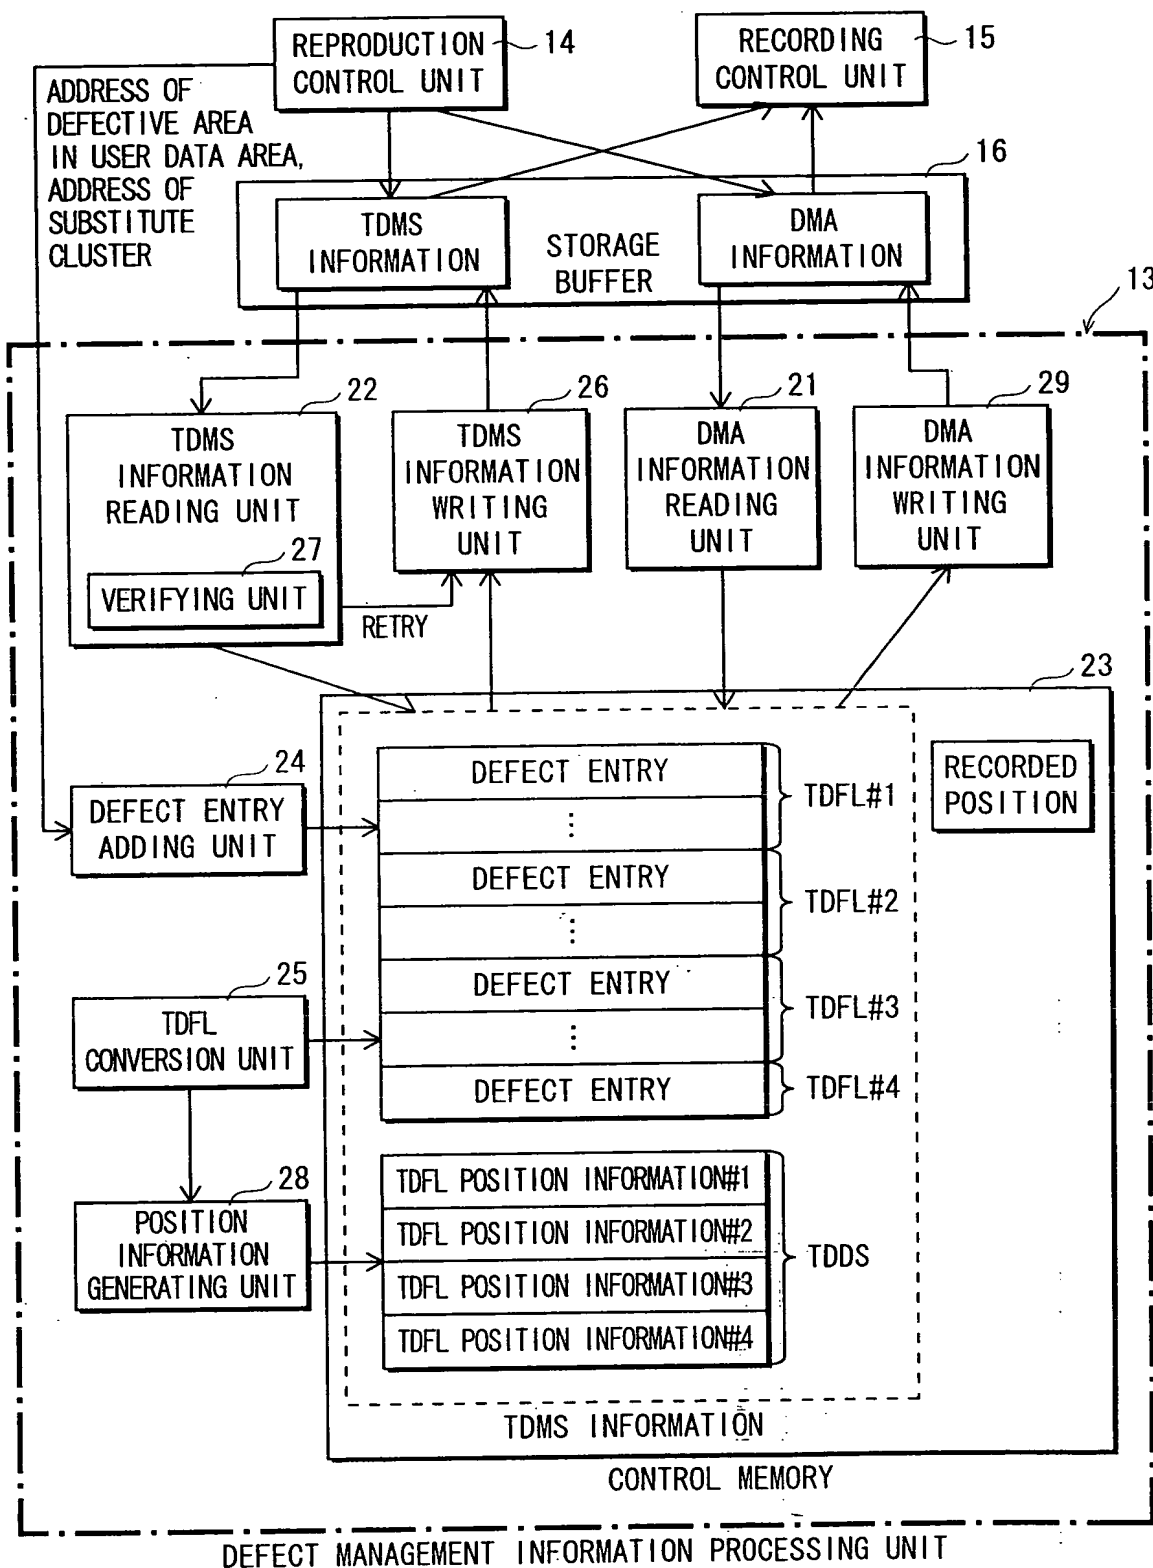 REPRODUCTION
CONTROL UNIT
14
RECORDING
CONTROL UNIT
15
ADDRESS OF
DEFECTIVE AREA
IN USER DATA AREA,
ADDRESS OF
SUBSTITUTE
CLUSTER
16
TDMS
INFORMATION
STORAGE
BUFFER
DMA
INFORMATION
13
22
TDMS
INFORMATION
READING UNIT
27
VERIFYING UNIT
RETRY
26
TDMS
INFORMATION
WRITING
UNIT
21
DMA
INFORMATION
READING
UNIT
29
DMA
INFORMATION
WRITING
UNIT
23
RECORDED
POSITION
24
DEFECT ENTRY
ADDING UNIT
DEFECT ENTRY
⋮
TDFL#1
DEFECT ENTRY
⋮
TDFL#2
25
TDFL
CONVERSION UNIT
DEFECT ENTRY
⋮
TDFL#3
DEFECT ENTRY
TDFL#4
28
POSITION
INFORMATION
GENERATING UNIT
TDFL POSITION INFORMATION#1
TDFL POSITION INFORMATION#2
TDFL POSITION INFORMATION#3
TDFL POSITION INFORMATION#4
TDDS
TDMS INFORMATION
CONTROL MEMORY
DEFECT MANAGEMENT INFORMATION PROCESSING UNIT